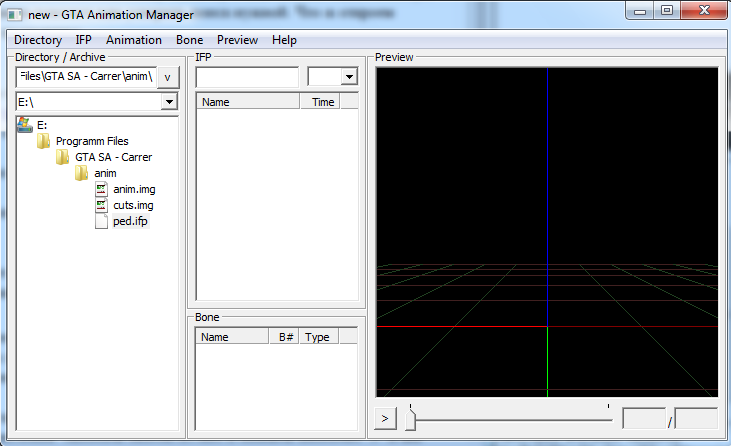 new - GTA Animation Manager
Directory IFP Animation Bone Preview Help
Directory / Archive
Files\GTA SA - Carrer\anim\ v
E:\
E:
Programm Files
GTA SA - Carrer
anim
anim.img
cuts.img
ped.ifp
IFP
Name Time
Bone
Name B# Type
Preview
>
/